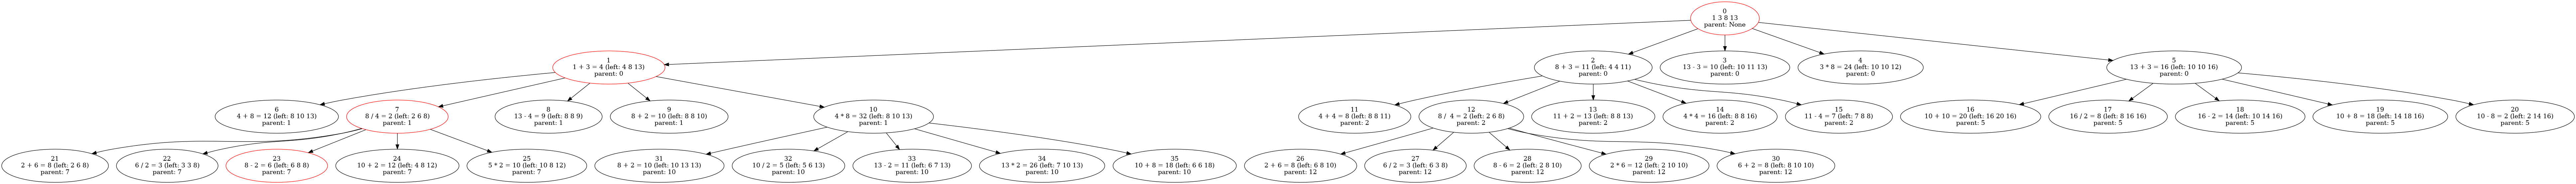 0
1 3 8 13
parent: None
1
1 + 3 = 4 (left: 4 8 13)
parent: 0
2
8 + 3 = 11 (left: 4 4 11)
parent: 0
3
13 - 3 = 10 (left: 10 11 13)
parent: 0
4
3 * 8 = 24 (left: 10 10 12)
parent: 0
5
13 + 3 = 16 (left: 10 10 16)
parent: 0
6
4 + 8 = 12 (left: 8 10 13)
parent: 1
7
8 / 4 = 2 (left: 2 6 8)
parent: 1
8
13 - 4 = 9 (left: 8 8 9)
parent: 1
9
8 + 2 = 10 (left: 8 8 10)
parent: 1
10
4 * 8 = 32 (left: 8 10 13)
parent: 1
11
4 + 4 = 8 (left: 8 8 11)
parent: 2
12
8 / 4 = 2 (left: 2 6 8)
parent: 2
13
11 + 2 = 13 (left: 8 8 13)
parent: 2
14
4 * 4 = 16 (left: 8 8 16)
parent: 2
15
11 - 4 = 7 (left: 7 8 8)
parent: 2
16
10 + 10 = 20 (left: 16 20 16)
parent: 5
17
16 / 2 = 8 (left: 8 16 16)
parent: 5
18
16 - 2 = 14 (left: 10 14 16)
parent: 5
19
10 + 8 = 18 (left: 14 18 16)
parent: 5
20
10 - 8 = 2 (left: 2 14 16)
parent: 5
21
2 + 6 = 8 (left: 2 6 8)
parent: 7
22
6 / 2 = 3 (left: 3 3 8)
parent: 7
23
8 - 2 = 6 (left: 6 8 8)
parent: 7
24
10 + 2 = 12 (left: 4 8 12)
parent: 7
25
5 * 2 = 10 (left: 10 8 12)
parent: 7
31
8 + 2 = 10 (left: 10 13 13)
parent: 10
32
10 / 2 = 5 (left: 5 6 13)
parent: 10
33
13 - 2 = 11 (left: 6 7 13)
parent: 10
34
13 * 2 = 26 (left: 7 10 13)
parent: 10
35
10 + 8 = 18 (left: 6 6 18)
parent: 10
26
2 + 6 = 8 (left: 6 8 10)
parent: 12
27
6 / 2 = 3 (left: 6 3 8)
parent: 12
28
8 - 6 = 2 (left: 2 8 10)
parent: 12
29
2 * 6 = 12 (left: 2 10 10)
parent: 12
30
6 + 2 = 8 (left: 8 10 10)
parent: 12